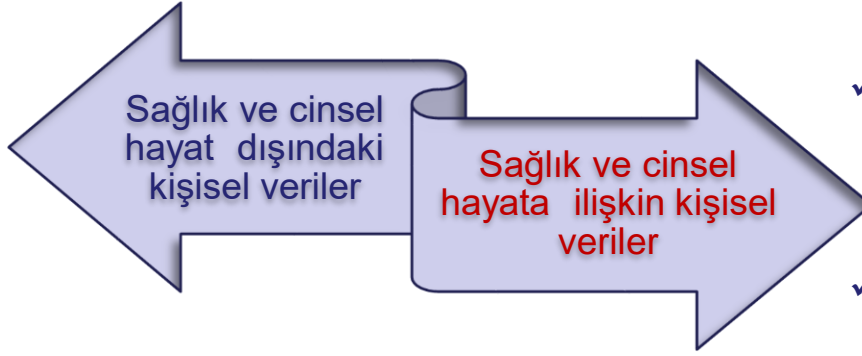 Sağlık ve cinsel
hayat dışındaki
kişisel veriler
Sağlık ve cinsel
hayata ilişkin kişisel
veriler